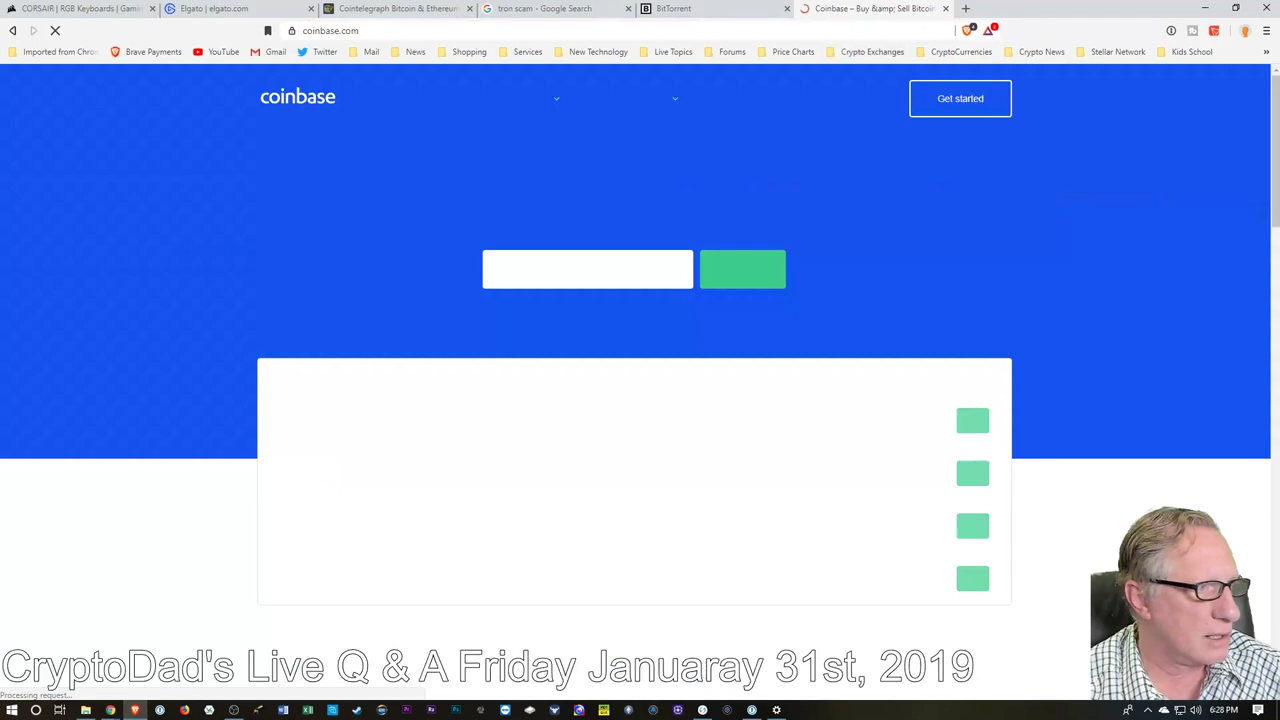 CORSAIR | RGB Keyboards | Gami
Elgato | elgato.com
Cointelegraph Bitcoin & Ethereum
tron scam - Google Search
BitTorrent
Coinbase – Buy &amp; Sell Bitcoin
coinbase.com
Imported from Chrom
Brave Payments
YouTube
Gmail
Twitter
Mail
News
Shopping
Services
New Technology
Live Topics
Forums
Price Charts
Crypto Exchanges
CryptoCurrencies
Crypto News
Stellar Network
Kids School
coinbase
Get started
CryptoDad's Live Q & A Friday Januaray 31st, 2019
Processing request...
6:28 PM